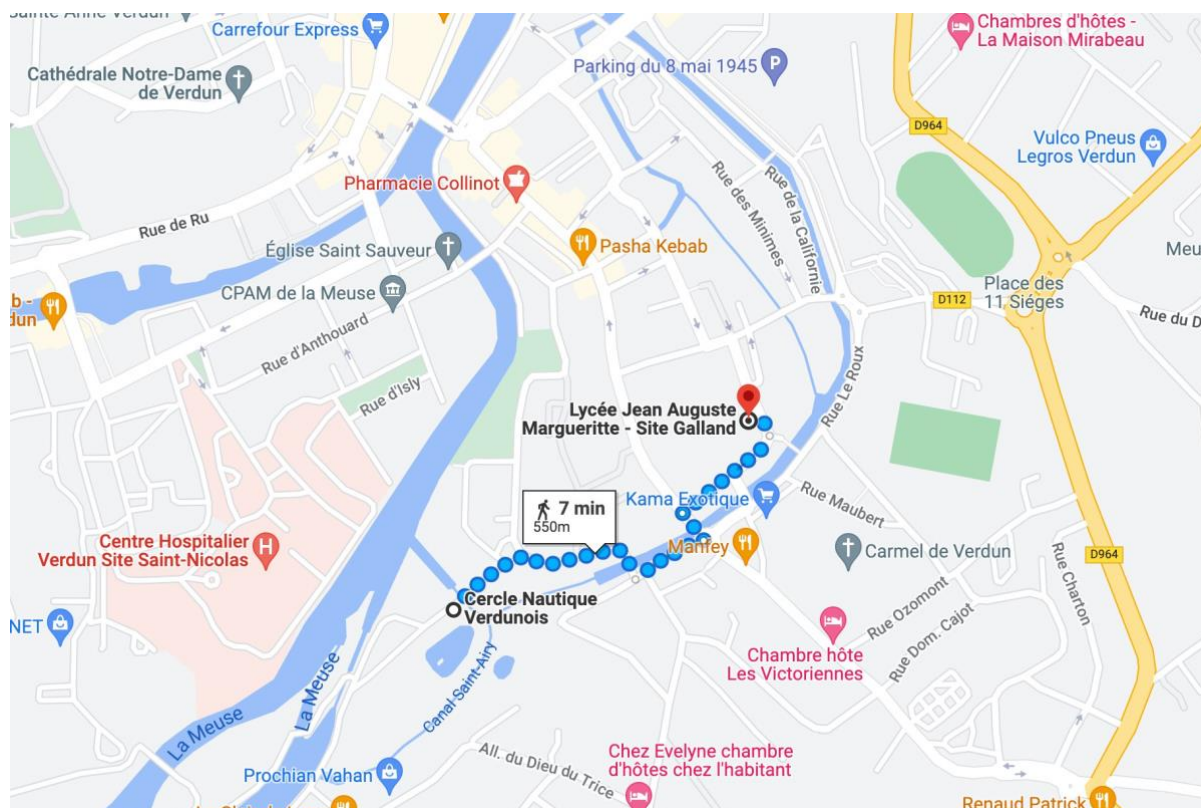 Sainte Anne Verdun
Carrefour Express
Chambres d'hôtes -
La Maison Mirabeau
Cathédrale Notre-Dame
de Verdun
Parking du 8 mai 1945
D964
Vulco Pneus
Legros Verdun
Pharmacie Collinot
Rue de Ru
Rue des Minimes
Rue de la Californie
Église Saint Sauveur
Pasha Kebab
Meu
CPAM de la Meuse
Place des
11 Siéges
b -
dun
D112
Rue du D
Rue d'Anthouard
Rue Le Roux
Rue d'Isly
Lycée Jean Auguste
Margueritte - Site Galland
Kama Exotique
Rue Maubert
7 min
550m
Centre Hospitalier
Verdun Site Saint-Nicolas
Manfey
Carmel de Verdun
D964
Rue Charton
Cercle Nautique
Verdunois
NET
Rue Ozomont
Rue Dom. Cajot
Chambre hôte
Les Victoriennes
Canal-Saint-Airy
La Meuse
La Meuse
Prochian Vahan
All. du Dieu du Trice
Chez Evelyne chambre
d'hôtes chez l'habitant
Renaud Patrick